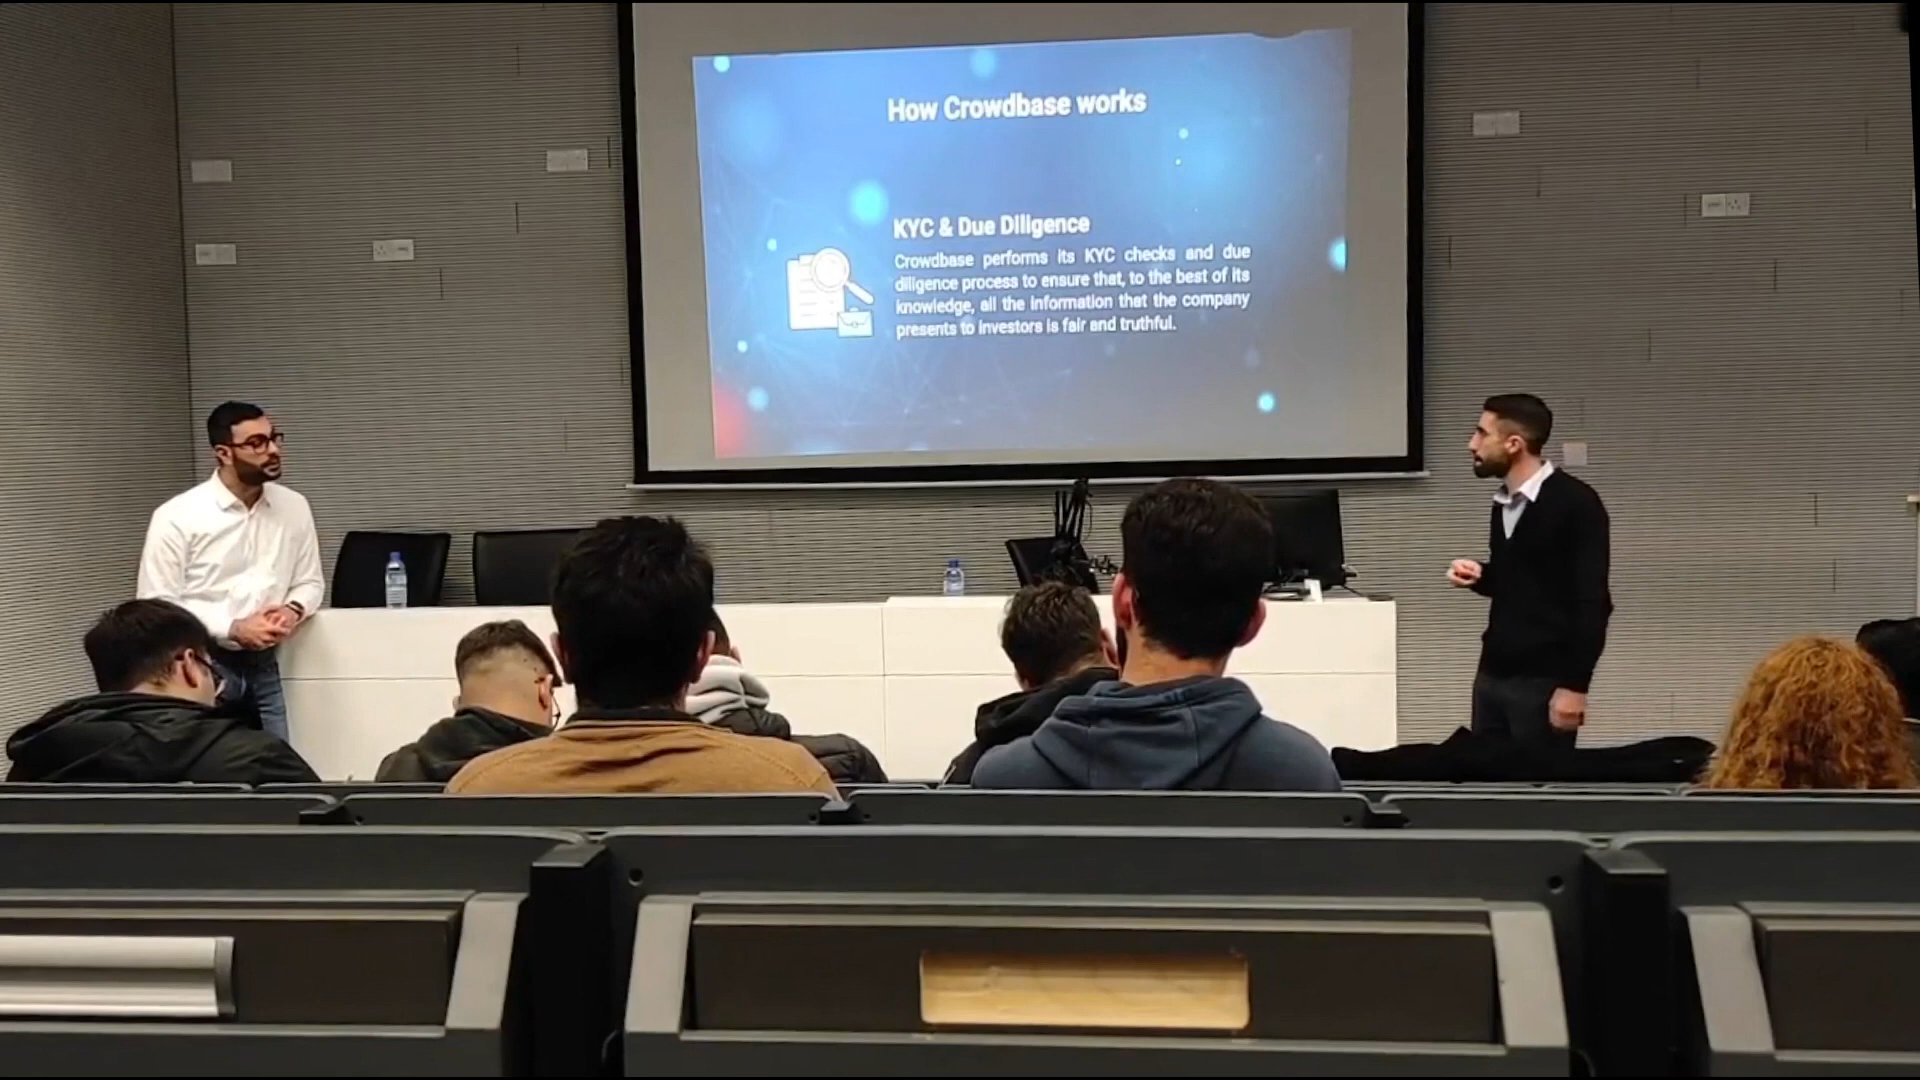 How Crowdbase works
KYC & Due Diligence
Crowdbase performs its KYC checks and due
diligence process to ensure that, to the best of its
knowledge, all the information that the company
presents to investors is fair and truthful.